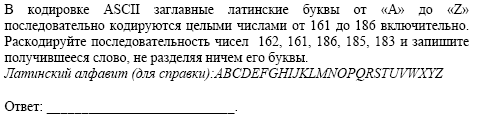 В кодировке ASCII заглавные латинские буквы от «A» до «Z»
последовательно кодируются целыми числами от 161 до 186 включительно.
Раскодируйте последовательность чисел 162, 161, 186, 185, 183 и запишите
получившееся слово, не разделяя ничем его буквы.
Латинский алфавит (для справки):ABCDEFGHIJKLMNOPQRSTUVWXYZ
Ответ: ___________________________.